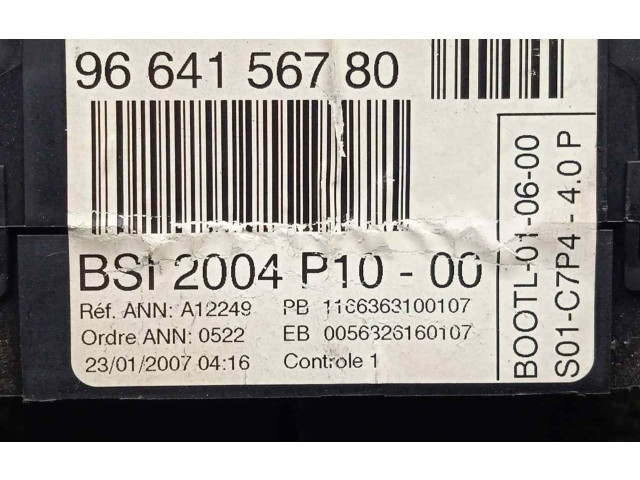 96 641 567 80
BSI 2004 P10 - 00
Réf. ANN: A12249 PB 1166363100107
Ordre ANN: 0522 EB 0056326160107
23/01/2007 04:16 Controle 1
BOOTL-01-06-00
S01-C7P4 - 4.0 P